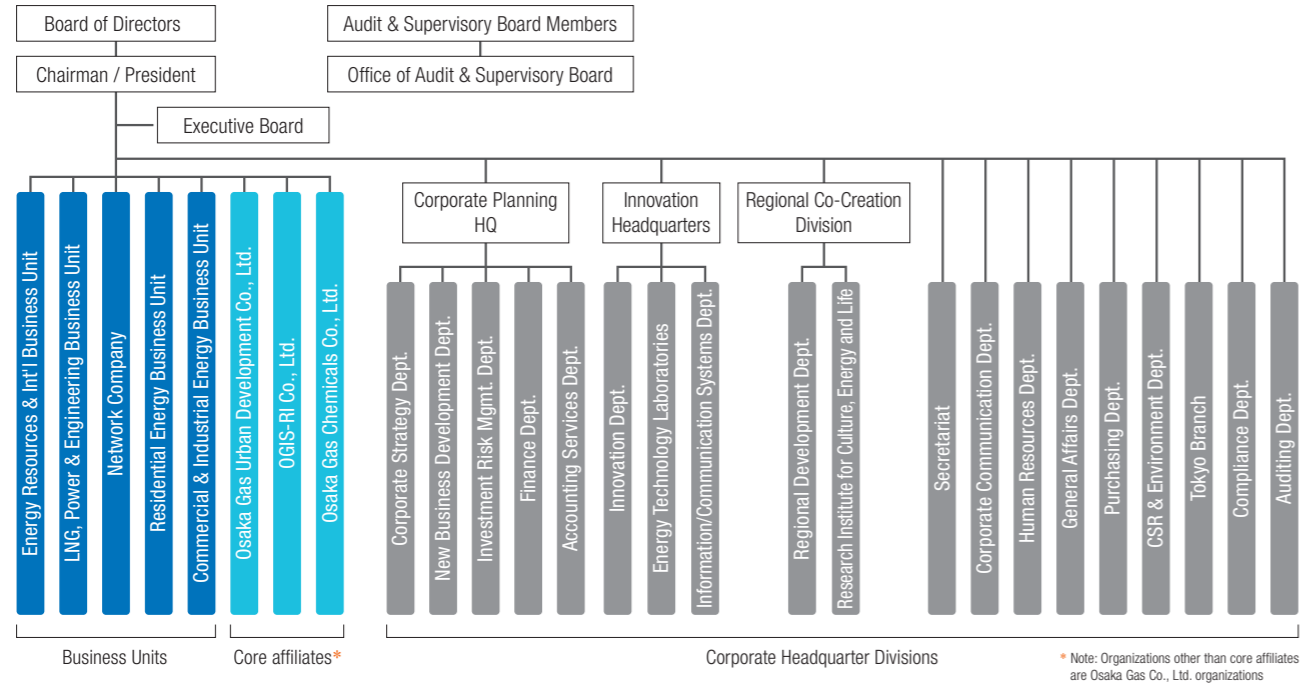 Board of Directors
Audit & Supervisory Board Members
Chairman / President
Office of Audit & Supervisory Board
Executive Board
Corporate Planning
HQ
Innovation
Headquarters
Regional Co-Creation
Division
Energy Resources & Int'l Business Unit
LNG, Power & Engineering Business Unit
Network Company
Residential Energy Business Unit
Commercial & Industrial Energy Business Unit
Osaka Gas Urban Development Co., Ltd.
OGIS-RI Co., Ltd.
Osaka Gas Chemicals Co., Ltd.
Corporate Strategy Dept.
New Business Development Dept.
Investment Risk Mgmt. Dept.
Finance Dept.
Accounting Services Dept.
Innovation Dept.
Energy Technology Laboratories
Information/Communication Systems Dept.
Regional Development Dept.
Research Institute for Culture, Energy and Life
Secretariat
Corporate Communication Dept.
Human Resources Dept.
General Affairs Dept.
Purchasing Dept.
CSR & Environment Dept.
Tokyo Branch
Compliance Dept.
Auditing Dept.
Business Units
Core affiliates*
Corporate Headquarter Divisions
* Note: Organizations other than core affiliates
are Osaka Gas Co., Ltd. organizations